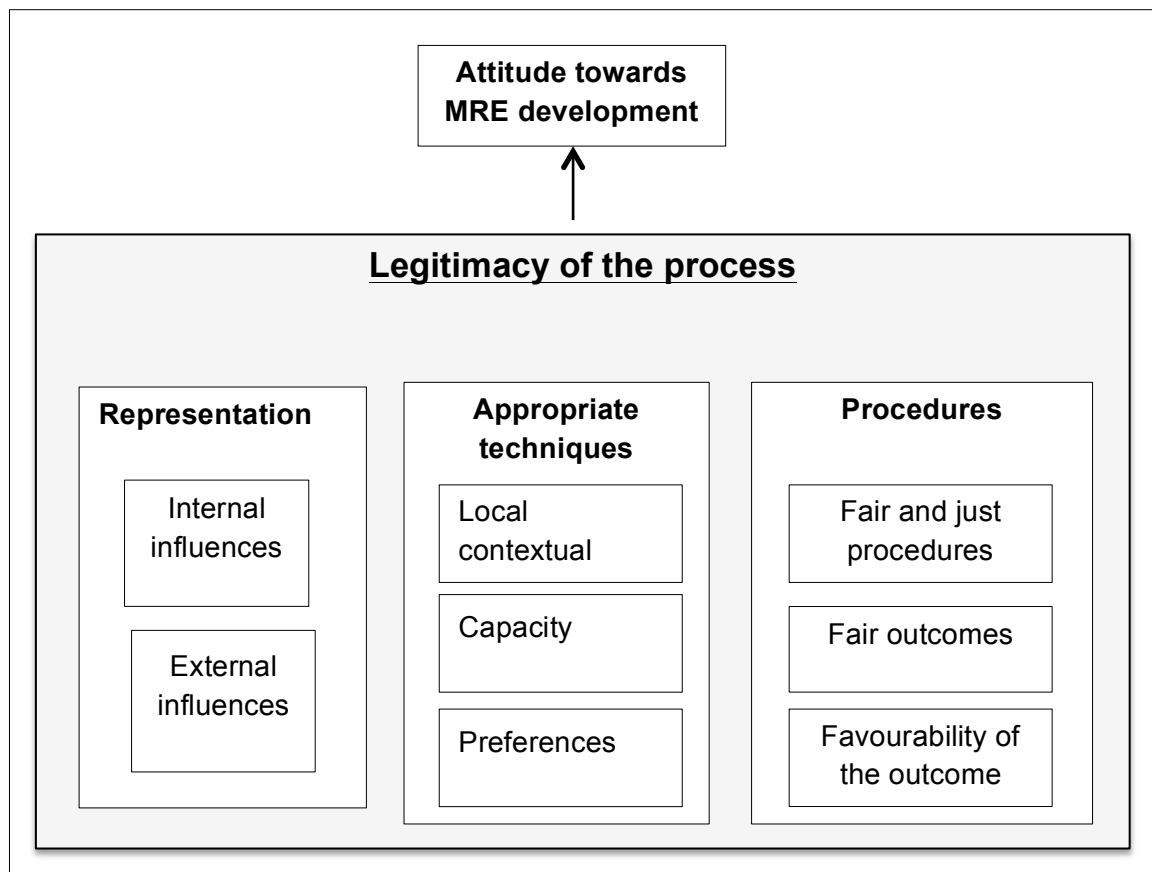 Attitude towards
MRE development
Legitimacy of the process
Representation
Internal
influences
External
influences
Appropriate
techniques
Local
contextual
Capacity
Preferences
Procedures
Fair and just
procedures
Fair outcomes
Favourability of
the outcome